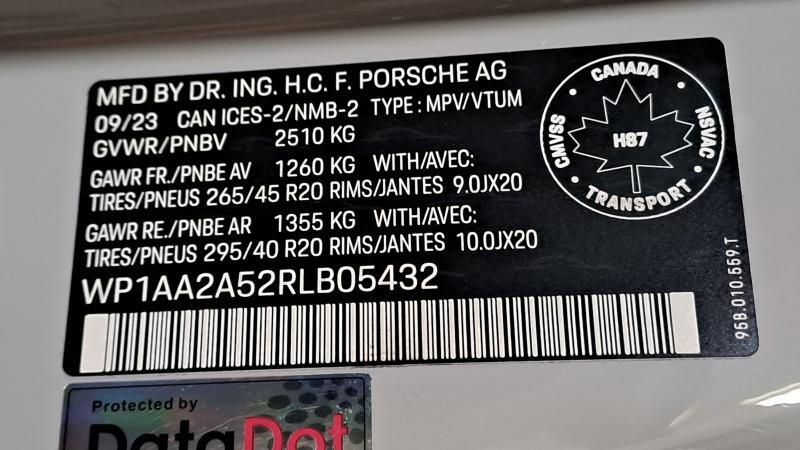 MFD BY DR. ING. H.C. F. PORSCHE AG
09/23 CAN ICES-2/NMB-2 TYPE : MPV/VTUM
GVWR/PNBV 2510 KG
GAWR FR./PNBE AV 1260 KG WITH/AVEC:
TIRES/PNEUS 265/45 R20 RIMS/JANTES 9.0JX20
GAWR RE./PNBE AR 1355 KG WITH/AVEC:
TIRES/PNEUS 295/40 R20 RIMS/JANTES 10.0JX20
WP1AA2A52RLB05432
CANADA
CMVSS
H87
NSVAC
TRANSPORT
95B.010.559.T
Protected by
DataDot